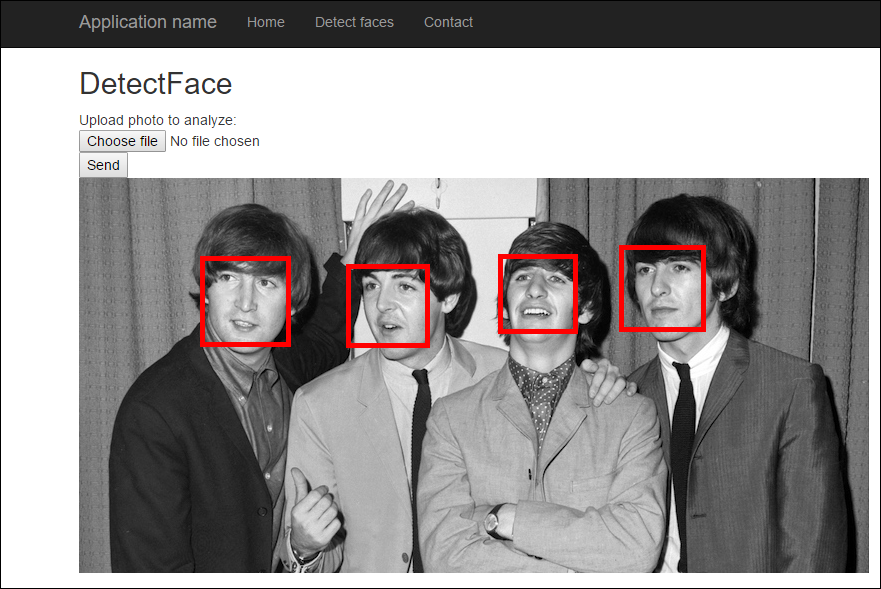 Application name Home Detect faces Contact
DetectFace
Upload photo to analyze:
Choose file No file chosen
Send